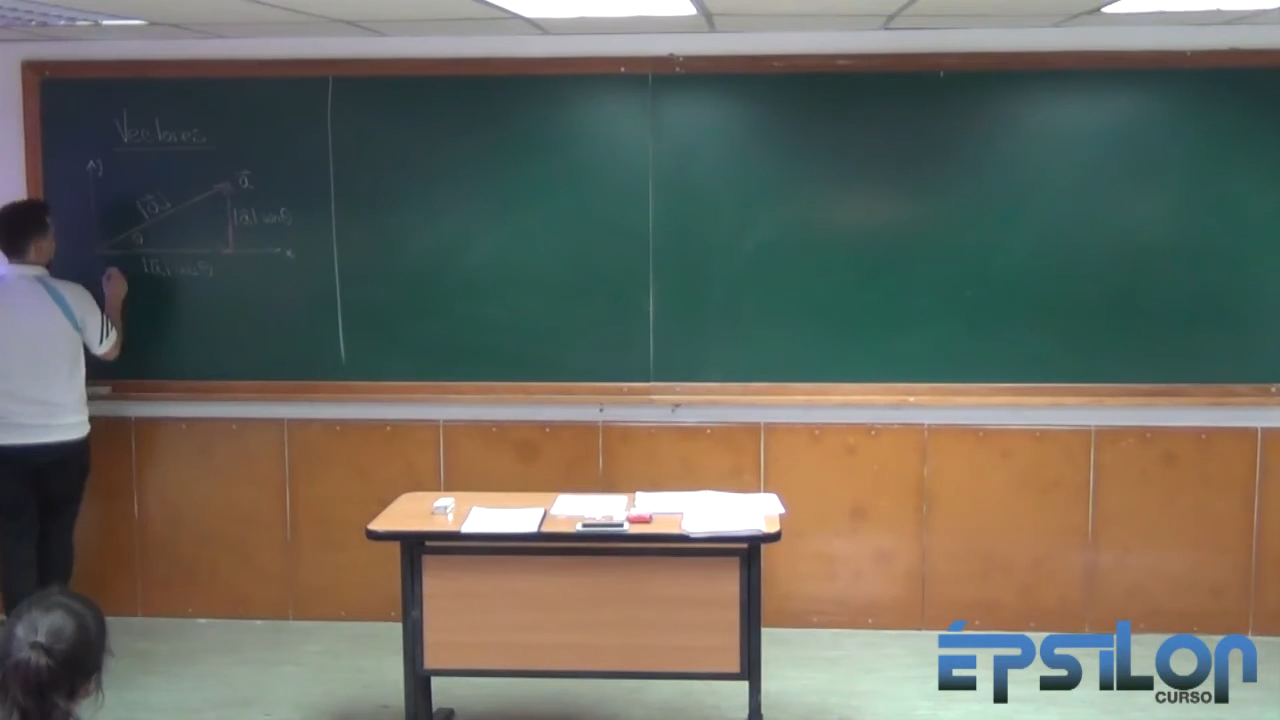 Vectores
y
|a⃗|
a⃗
θ
|a⃗| senθ
x
|a⃗| cosθ
ÉPSILON
CURSO